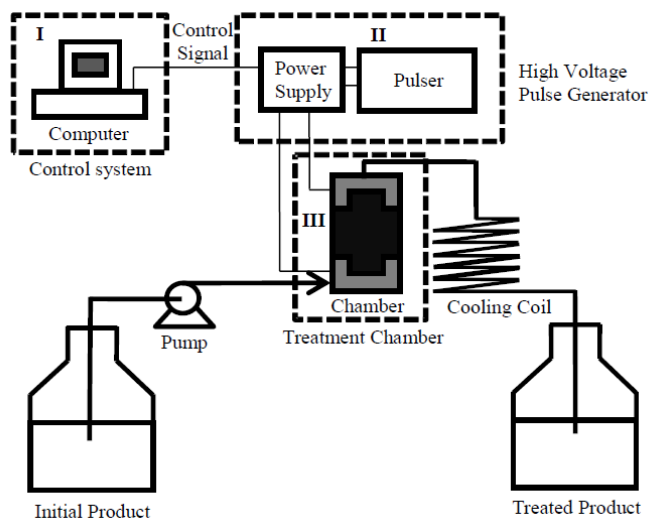 I
Control
Signal
II
Power
Supply
Pulser
High Voltage
Pulse Generator
Computer
Control system
III
Chamber
Cooling Coil
Treatment Chamber
Pump
Initial Product
Treated Product